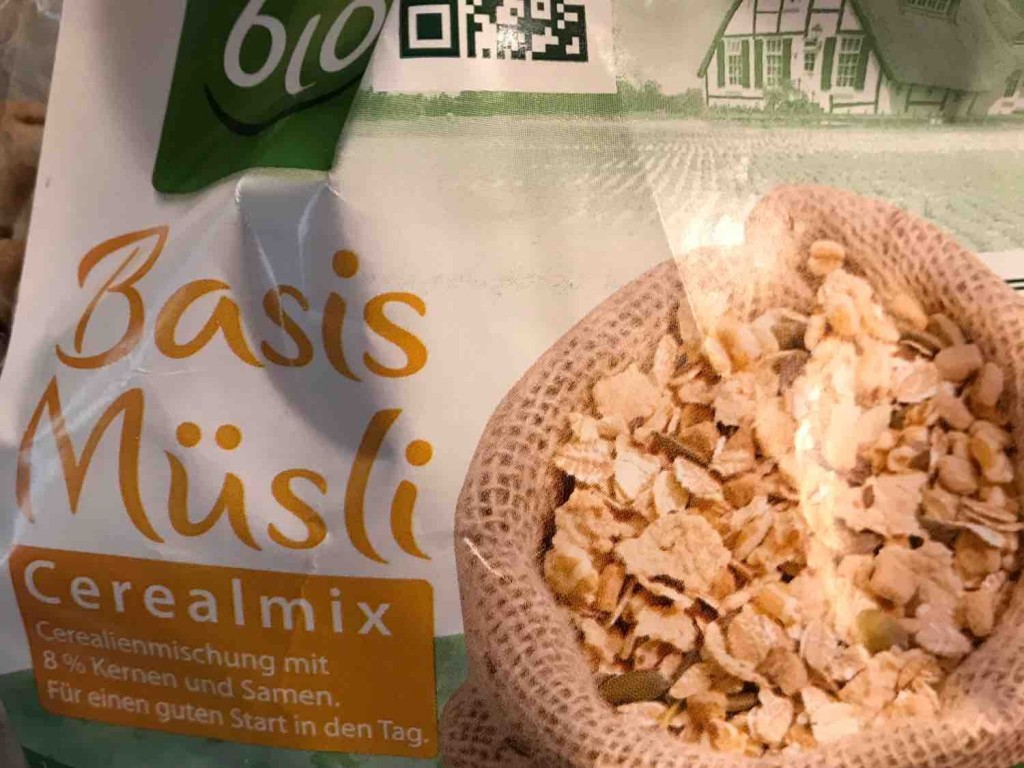 bio
Basis
Müsli
Cerealmix
Cerealienmischung mit
8 % Kernen und Samen.
Für einen guten Start in den Tag.